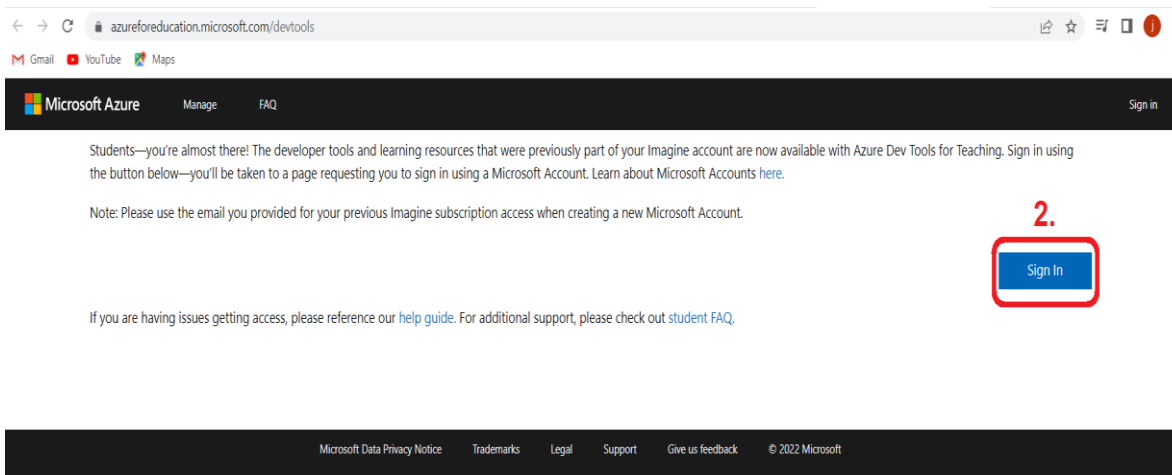 azureforeducation.microsoft.com/devtools
j
Gmail YouTube Maps
Microsoft Azure Manage FAQ Sign in
Students—you're almost there! The developer tools and learning resources that were previously part of your Imagine account are now available with Azure Dev Tools for Teaching. Sign in using
the button below—you'll be taken to a page requesting you to sign in using a Microsoft Account. Learn about Microsoft Accounts here.
Note: Please use the email you provided for your previous Imagine subscription access when creating a new Microsoft Account.
2.
Sign In
If you are having issues getting access, please reference our help guide. For additional support, please check out student FAQ.
Microsoft Data Privacy Notice Trademarks Legal Support Give us feedback © 2022 Microsoft